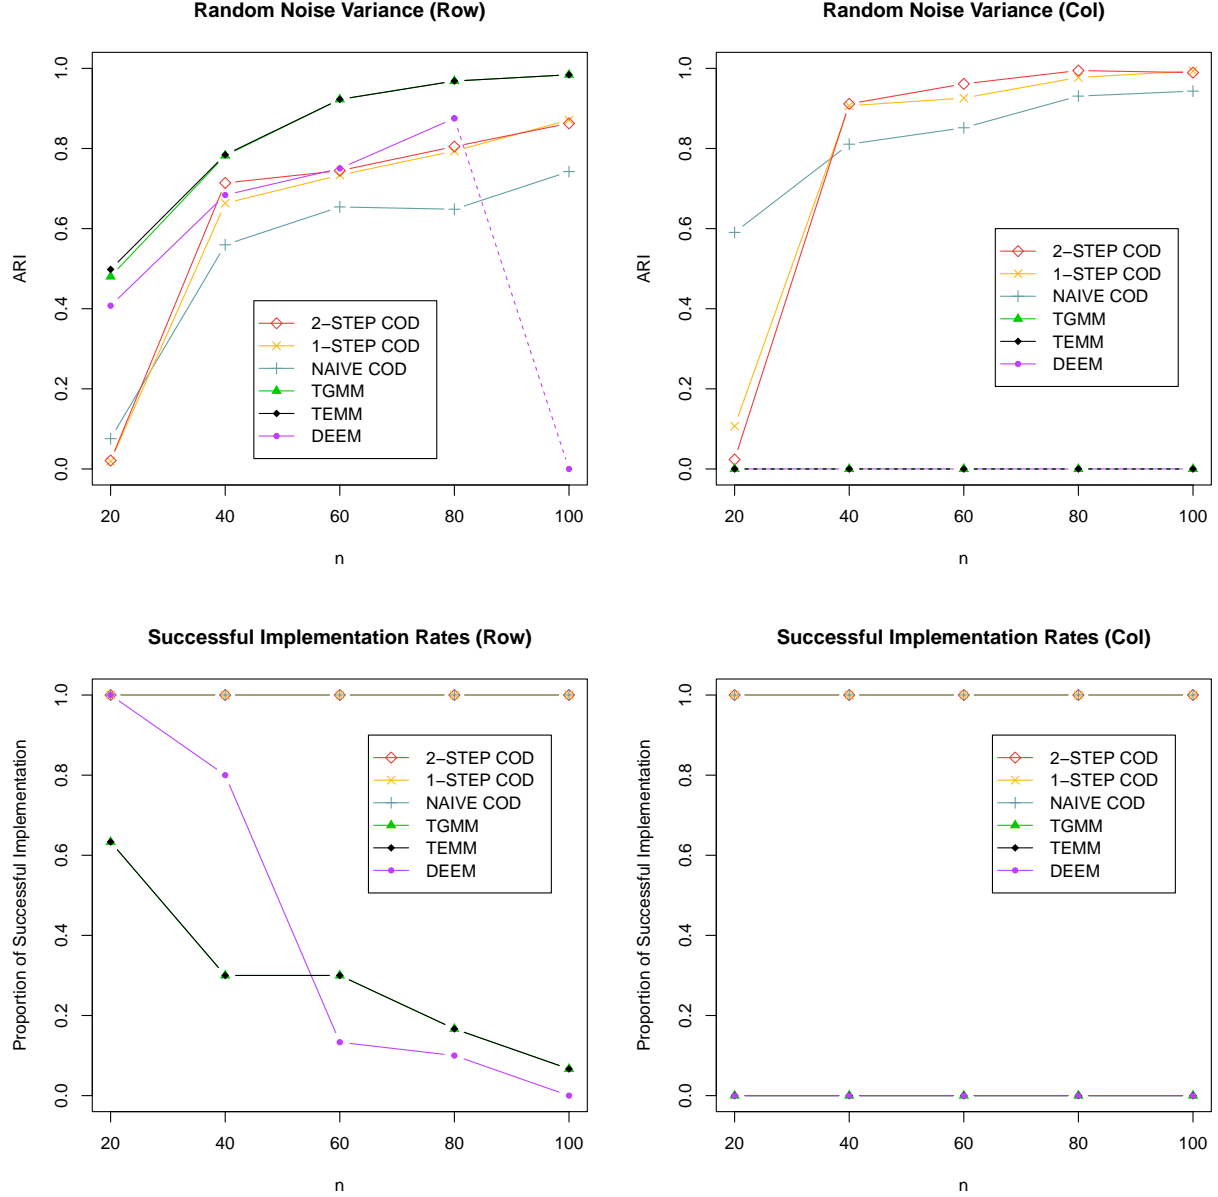 Random Noise Variance (Row)
ARI
1.0
0.8
0.6
0.4
0.2
0.0
2−STEP COD
1−STEP COD
NAIVE COD
TGMM
TEMM
DEEM
20 40 60 80 100
n
Random Noise Variance (Col)
ARI
1.0
0.8
0.6
0.4
0.2
0.0
2−STEP COD
1−STEP COD
NAIVE COD
TGMM
TEMM
DEEM
20 40 60 80 100
n
Successful Implementation Rates (Row)
Proportion of Successful Implementation
1.0
0.8
0.6
0.4
0.2
0.0
2−STEP COD
1−STEP COD
NAIVE COD
TGMM
TEMM
DEEM
20 40 60 80 100
n
Successful Implementation Rates (Col)
Proportion of Successful Implementation
1.0
0.8
0.6
0.4
0.2
0.0
2−STEP COD
1−STEP COD
NAIVE COD
TGMM
TEMM
DEEM
20 40 60 80 100
n